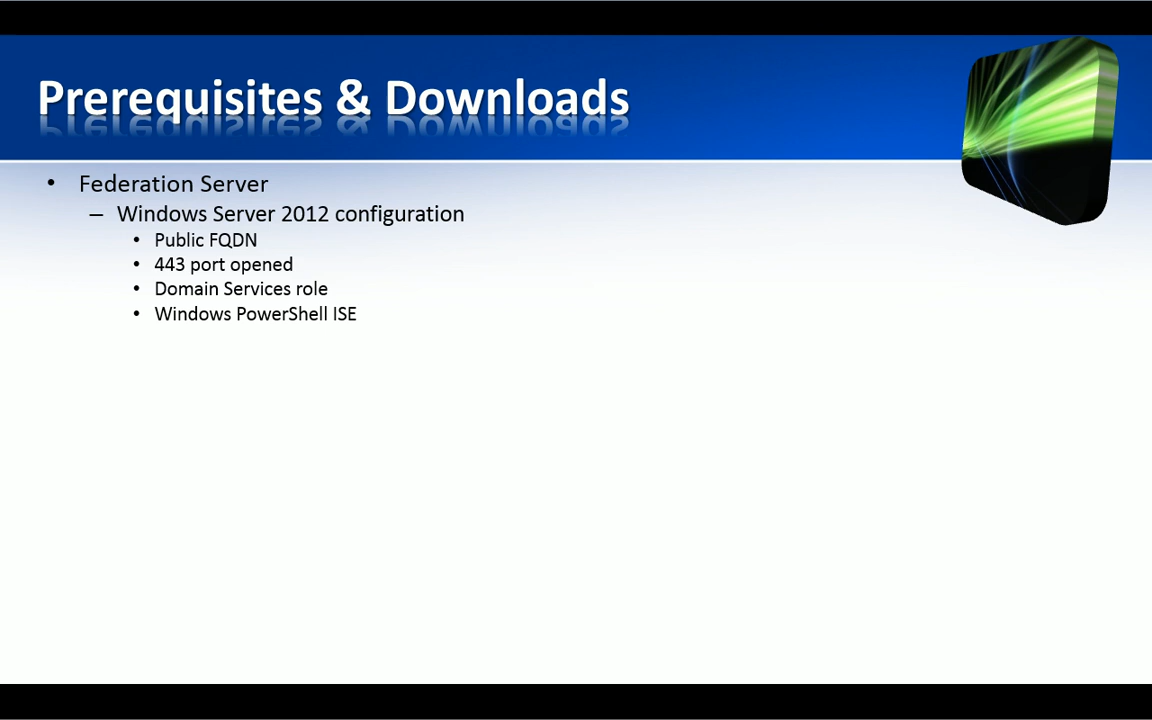 Prerequisites & Downloads
• Federation Server
– Windows Server 2012 configuration
• Public FQDN
• 443 port opened
• Domain Services role
• Windows PowerShell ISE